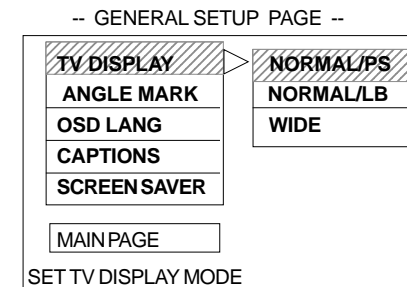 -- GENERAL SETUP PAGE --
TV DISPLAY NORMAL/PS
ANGLE MARK NORMAL/LB
OSD LANG WIDE
CAPTIONS
SCREEN SAVER
MAIN PAGE
SET TV DISPLAY MODE